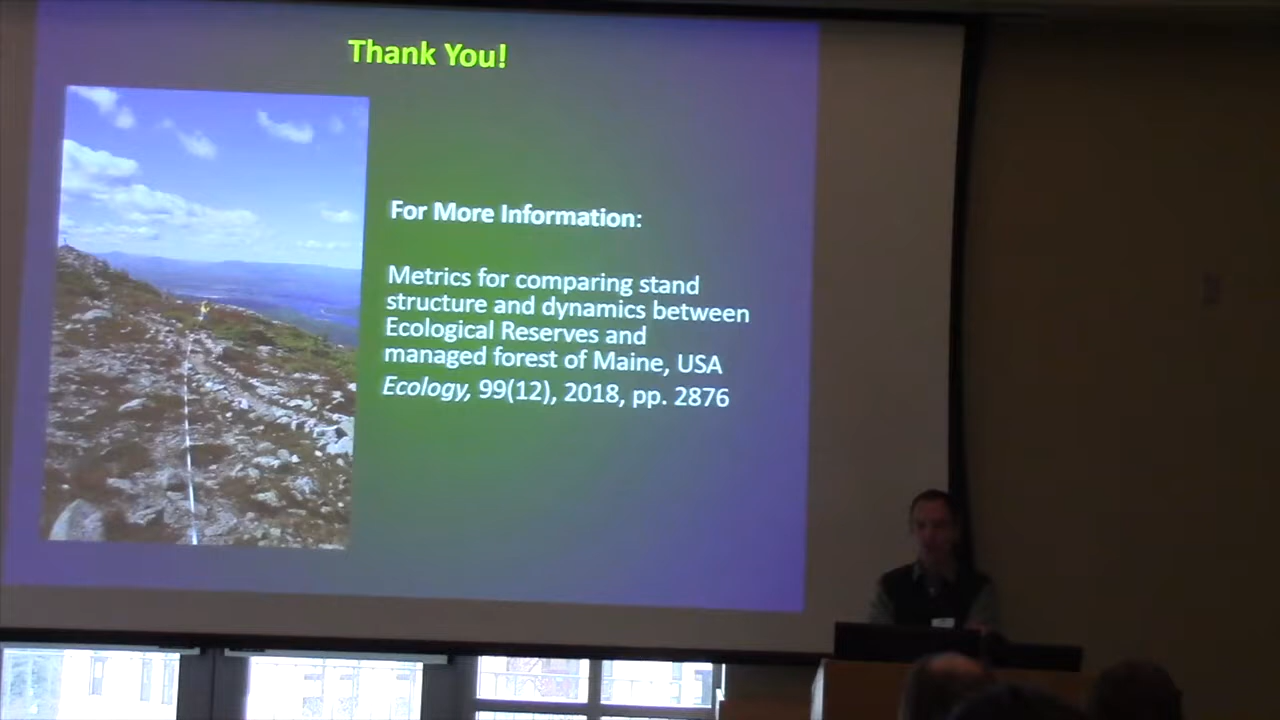 Thank You!
For More Information:
Metrics for comparing stand
structure and dynamics between
Ecological Reserves and
managed forest of Maine, USA
Ecology, 99(12), 2018, pp. 2876